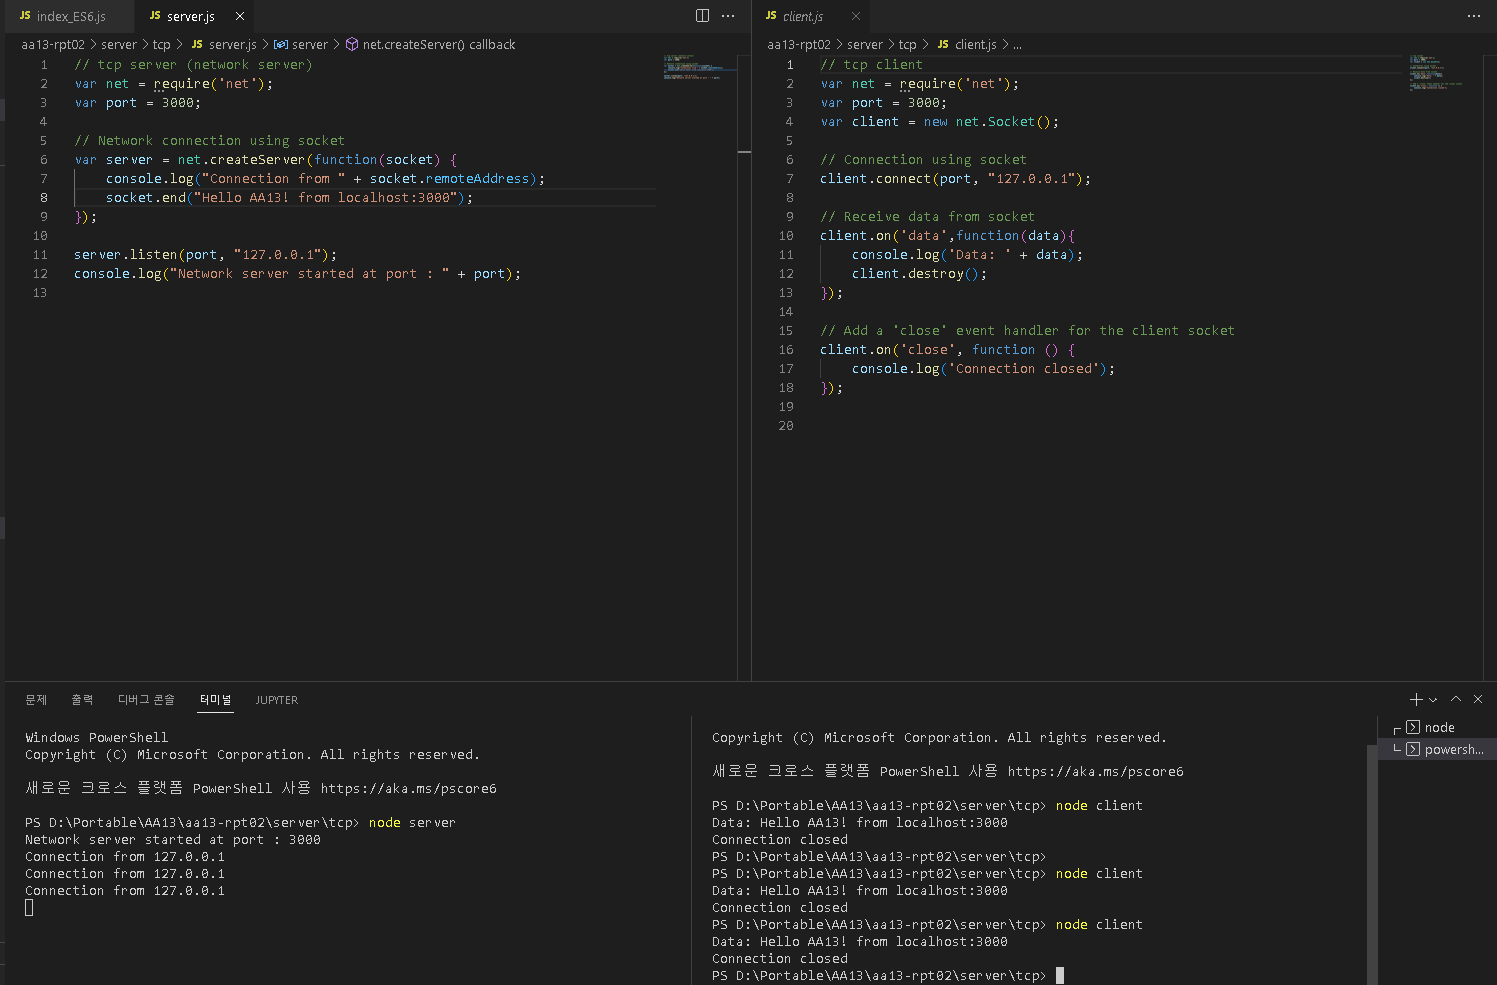 JS index_ES6.js
JS server.js
aa13-rpt02 > server > tcp > JS server.js > server > net.createServer() callback
1 // tcp server (network server)
2 var net = require('net');
3 var port = 3000;
4
5 // Network connection using socket
6 var server = net.createServer(function(socket) {
7     console.log("Connection from " + socket.remoteAddress);
8     socket.end("Hello AA13! from localhost:3000");
9 });
10
11 server.listen(port, "127.0.0.1");
12 console.log("Network server started at port : " + port);
13
JS client.js
aa13-rpt02 > server > tcp > JS client.js > ...
1 // tcp client
2 var net = require('net');
3 var port = 3000;
4 var client = new net.Socket();
5
6 // Connection using socket
7 client.connect(port, "127.0.0.1");
8
9 // Receive data from socket
10 client.on('data',function(data){
11     console.log('Data: ' + data);
12     client.destroy();
13 });
14
15 // Add a 'close' event handler for the client socket
16 client.on('close', function () {
17     console.log('Connection closed');
18 });
19
20
문제 출력 디버그 콘솔 터미널 JUPYTER
Windows PowerShell
Copyright (C) Microsoft Corporation. All rights reserved.
새로운 크로스 플랫폼 PowerShell 사용 https://aka.ms/pscore6
PS D:\Portable\AA13\aa13-rpt02\server\tcp> node server
Network server started at port : 3000
Connection from 127.0.0.1
Connection from 127.0.0.1
Connection from 127.0.0.1
Copyright (C) Microsoft Corporation. All rights reserved.
새로운 크로스 플랫폼 PowerShell 사용 https://aka.ms/pscore6
PS D:\Portable\AA13\aa13-rpt02\server\tcp> node client
Data: Hello AA13! from localhost:3000
Connection closed
PS D:\Portable\AA13\aa13-rpt02\server\tcp>
PS D:\Portable\AA13\aa13-rpt02\server\tcp> node client
Data: Hello AA13! from localhost:3000
Connection closed
PS D:\Portable\AA13\aa13-rpt02\server\tcp> node client
Data: Hello AA13! from localhost:3000
Connection closed
PS D:\Portable\AA13\aa13-rpt02\server\tcp>
node
powersh...